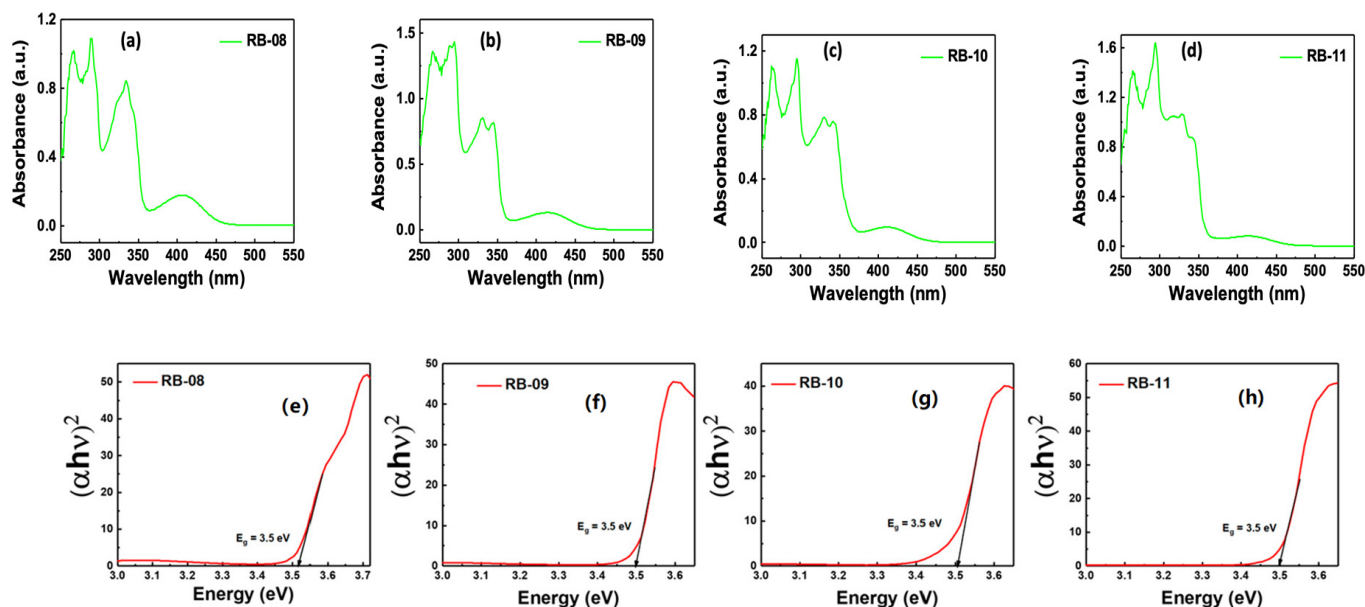 (a)
RB-08
1.2
0.8
0.4
0.0
250 300 350 400 450 500 550
Wavelength (nm)
Absorbance (a.u.)
(b)
RB-09
1.5
1.0
0.5
0.0
250 300 350 400 450 500 550
Wavelength (nm)
Absorbance (a.u.)
(c)
RB-10
1.2
0.8
0.4
0.0
250 300 350 400 450 500 550
Wavelength (nm)
Absorbance (a.u.)
(d)
RB-11
1.6
1.2
0.8
0.4
0.0
250 300 350 400 450 500 550
Wavelength (nm)
Absorbance (a.u.)
RB-08
(e)
50
40
30
20
10
0
E_g = 3.5 eV
3.0 3.1 3.2 3.3 3.4 3.5 3.6 3.7
Energy (eV)
(αhν)²
RB-09
(f)
50
40
30
20
10
0
E_g = 3.5 eV
3.0 3.1 3.2 3.3 3.4 3.5 3.6
Energy (eV)
(αhν)²
RB-10
(g)
40
30
20
10
0
E_g = 3.5 eV
3.0 3.1 3.2 3.3 3.4 3.5 3.6
Energy (eV)
(αhν)²
RB-11
(h)
60
50
40
30
20
10
0
E_g = 3.5 eV
3.0 3.1 3.2 3.3 3.4 3.5 3.6
Energy (eV)
(αhν)²